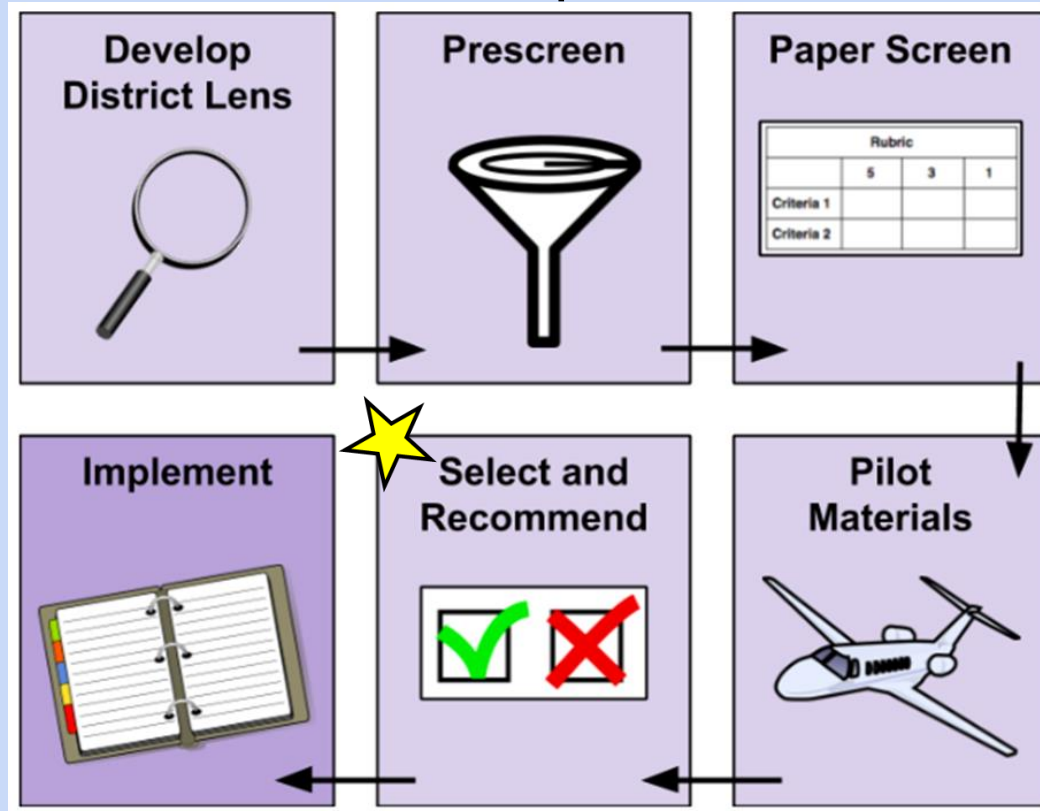 Develop
District Lens
Prescreen
Paper Screen
Rubric
5 3 1
Criteria 1
Criteria 2
Implement
Select and
Recommend
Pilot
Materials